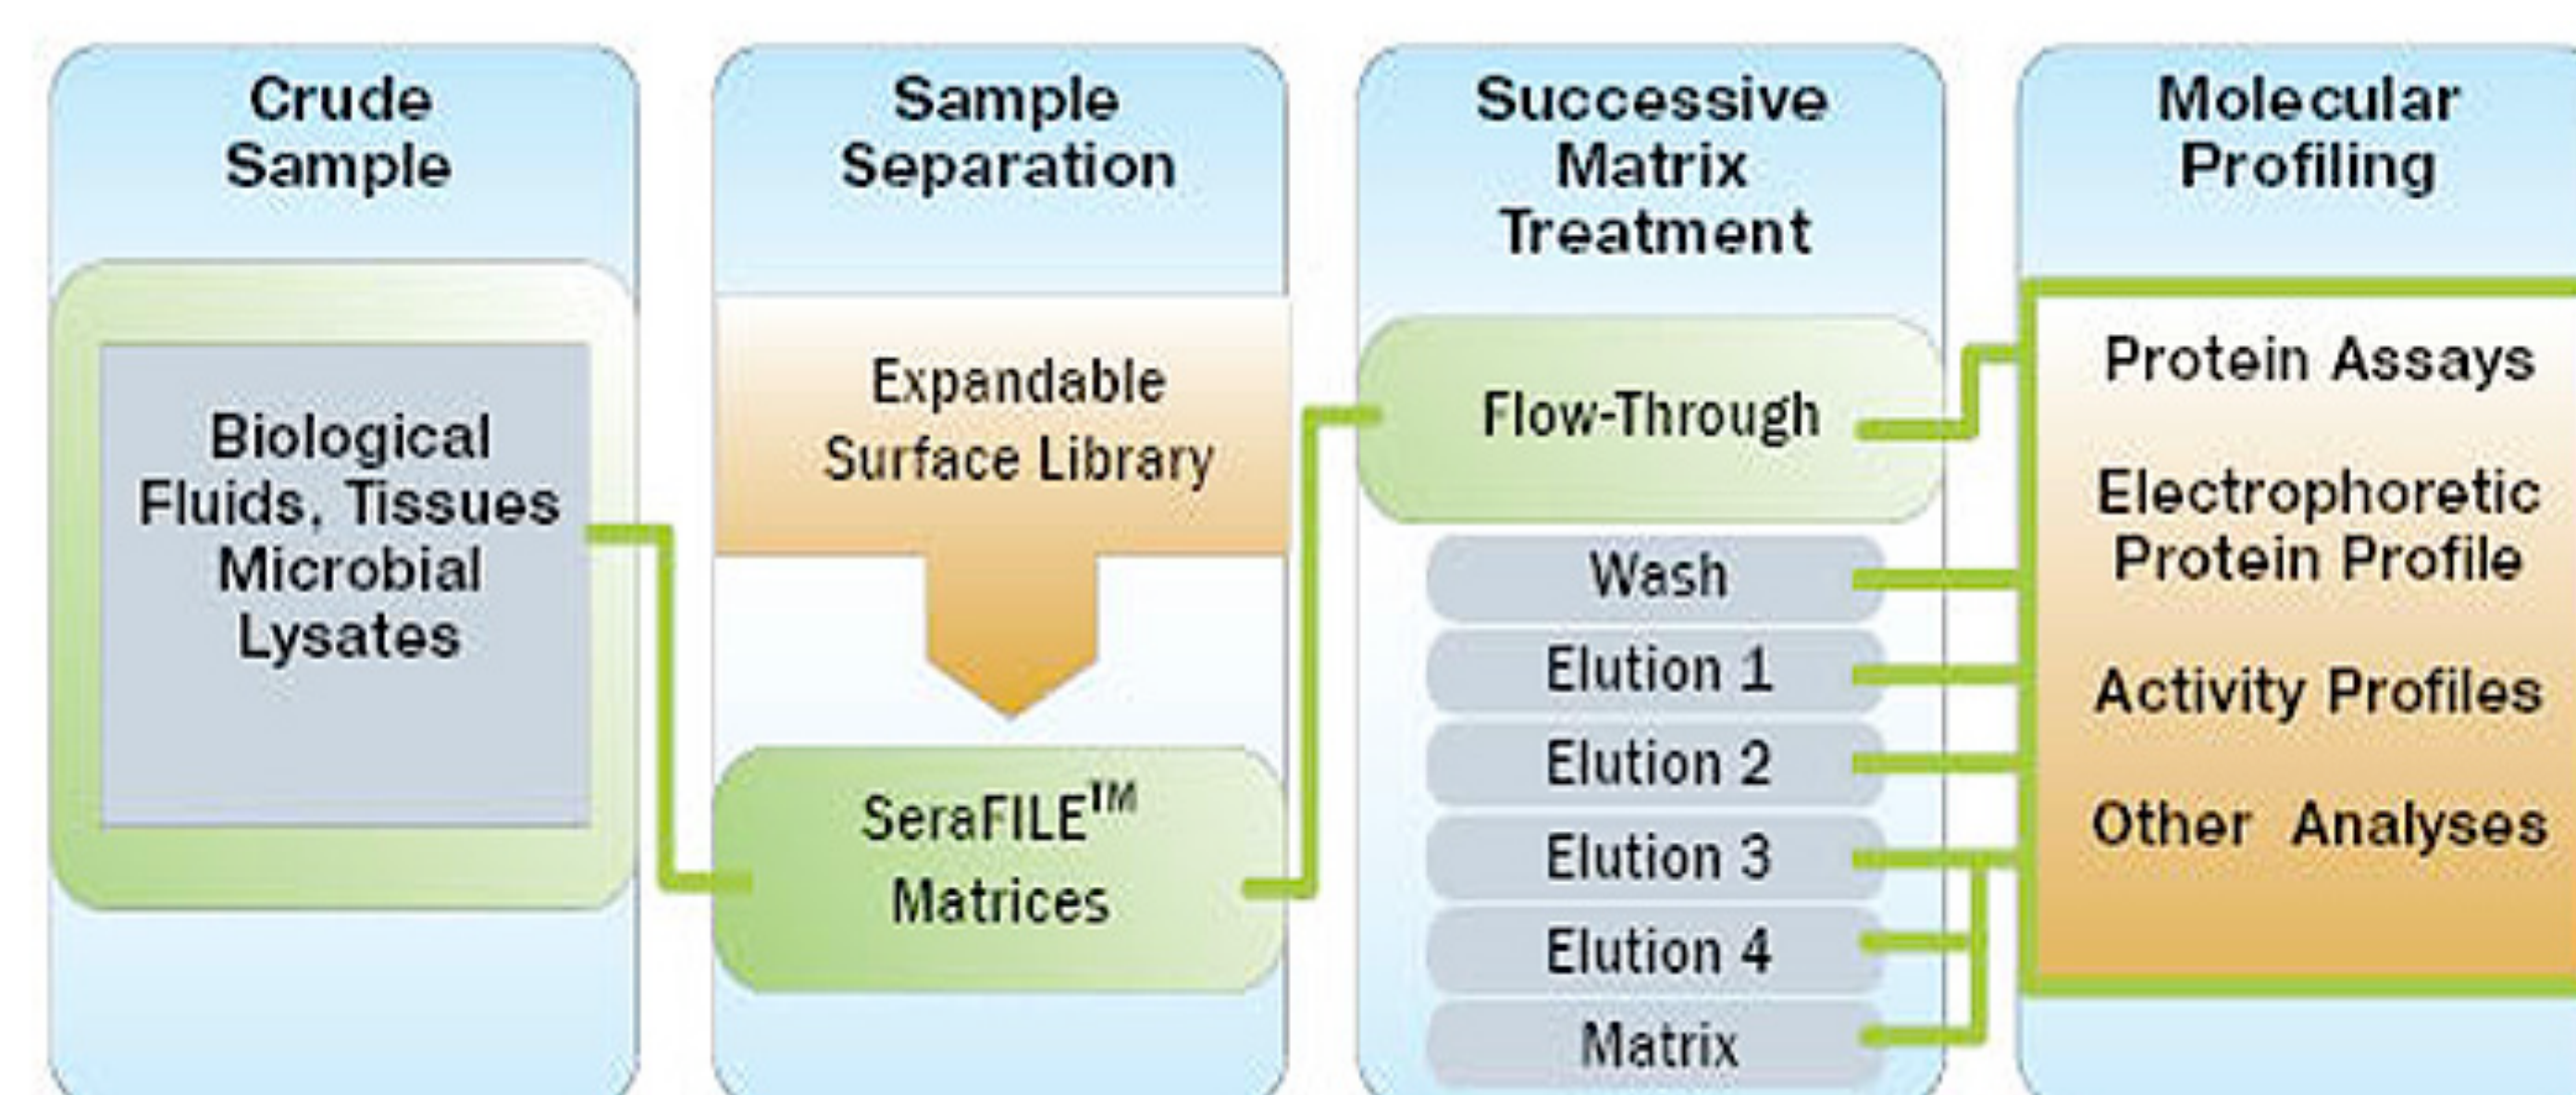 Crude
Sample
Biological
Fluids, Tissues
Microbial
Lysates
Sample
Separation
Expandable
Surface Library
SeraFILE™
Matrices
Successive
Matrix
Treatment
Flow-Through
Wash
Elution 1
Elution 2
Elution 3
Elution 4
Matrix
Molecular
Profiling
Protein Assays
Electrophoretic
Protein Profile
Activity Profiles
Other Analyses